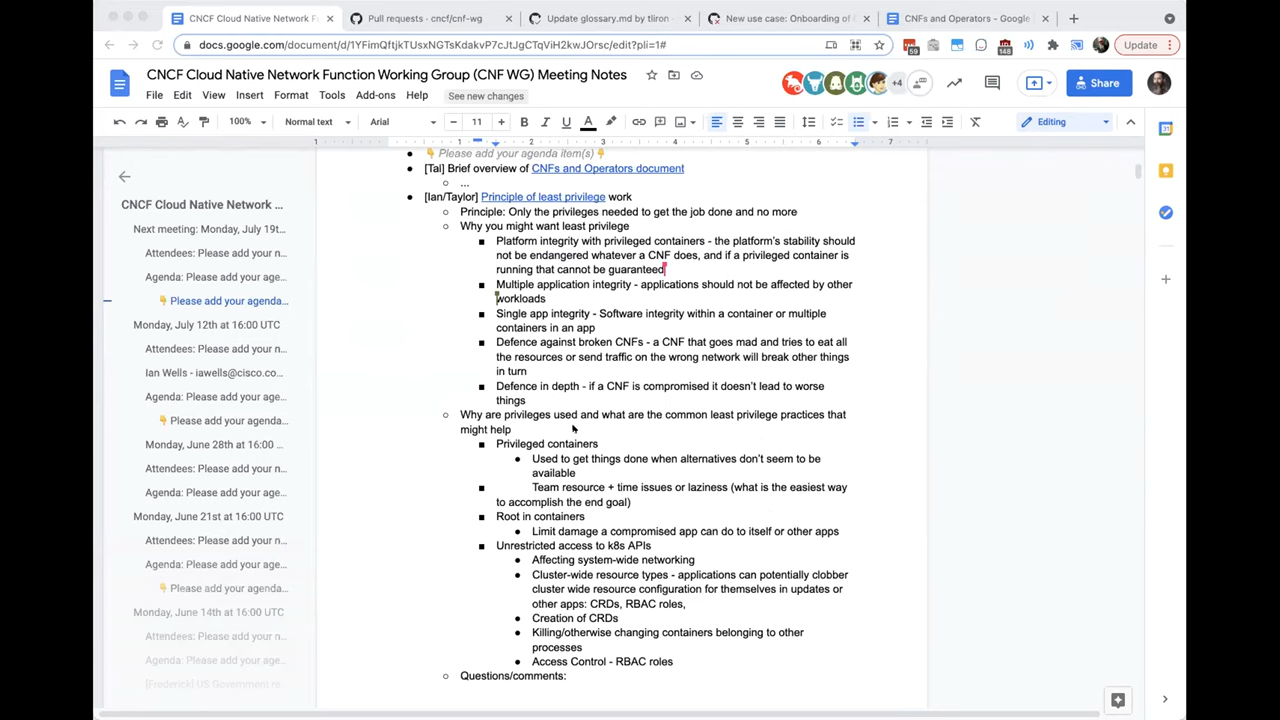 CNCF Cloud Native Network F
Pull requests · cncf/cnf-wg
Update glossary.md by tliron ·
New use case: Onboarding of C
CNFs and Operators - Google
docs.google.com/document/d/1YFimQftjkTUsxNGTsKdakvP7cJtJgCTqViH2kwJOrsc/edit?pli=1#
59
148
Update
CNCF Cloud Native Network Function Working Group (CNF WG) Meeting Notes
+4
Share
File Edit View Insert Format Tools Add-ons Help See new changes
100% Normal text Arial 11 B I U A Editing
1 1 2 3 4 5 6 7
31
CNCF Cloud Native Network ...
Next meeting: Monday, July 19t...
Attendees: Please add your n...
Agenda: Please add your age...
👇 Please add your agenda...
Monday, July 12th at 16:00 UTC
Attendees: Please add your n...
Ian Wells - iawells@cisco.co...
Agenda: Please add your age...
👇 Please add your agenda...
Monday, June 28th at 16:00 ...
Attendees: Please add your n...
Agenda: Please add your age...
Monday, June 21st at 16:00 UTC
Attendees: Please add your n...
Agenda: Please add your age...
👇 Please add your agenda...
Monday, June 14th at 16:00 UTC
Attendees: Please add your n...
Agenda: Please add your age...
[Frederick] US Government re...
● 👇 Please add your agenda item(s) 👇
● [Tal] Brief overview of CNFs and Operators document
○ ...
● [Ian/Taylor] Principle of least privilege work
○ Principle: Only the privileges needed to get the job done and no more
○ Why you might want least privilege
■ Platform integrity with privileged containers - the platform's stability should
not be endangered whatever a CNF does, and if a privileged container is
running that cannot be guaranteed
■ Multiple application integrity - applications should not be affected by other
workloads
■ Single app integrity - Software integrity within a container or multiple
containers in an app
■ Defence against broken CNFs - a CNF that goes mad and tries to eat all
the resources or send traffic on the wrong network will break other things
in turn
■ Defence in depth - if a CNF is compromised it doesn't lead to worse
things
○ Why are privileges used and what are the common least privilege practices that
might help
■ Privileged containers
● Used to get things done when alternatives don't seem to be
available
■ Team resource + time issues or laziness (what is the easiest way
to accomplish the end goal)
■ Root in containers
● Limit damage a compromised app can do to itself or other apps
■ Unrestricted access to k8s APIs
● Affecting system-wide networking
● Cluster-wide resource types - applications can potentially clobber
cluster wide resource configuration for themselves in updates or
other apps: CRDs, RBAC roles,
● Creation of CRDs
● Killing/otherwise changing containers belonging to other
processes
● Access Control - RBAC roles
○ Questions/comments: